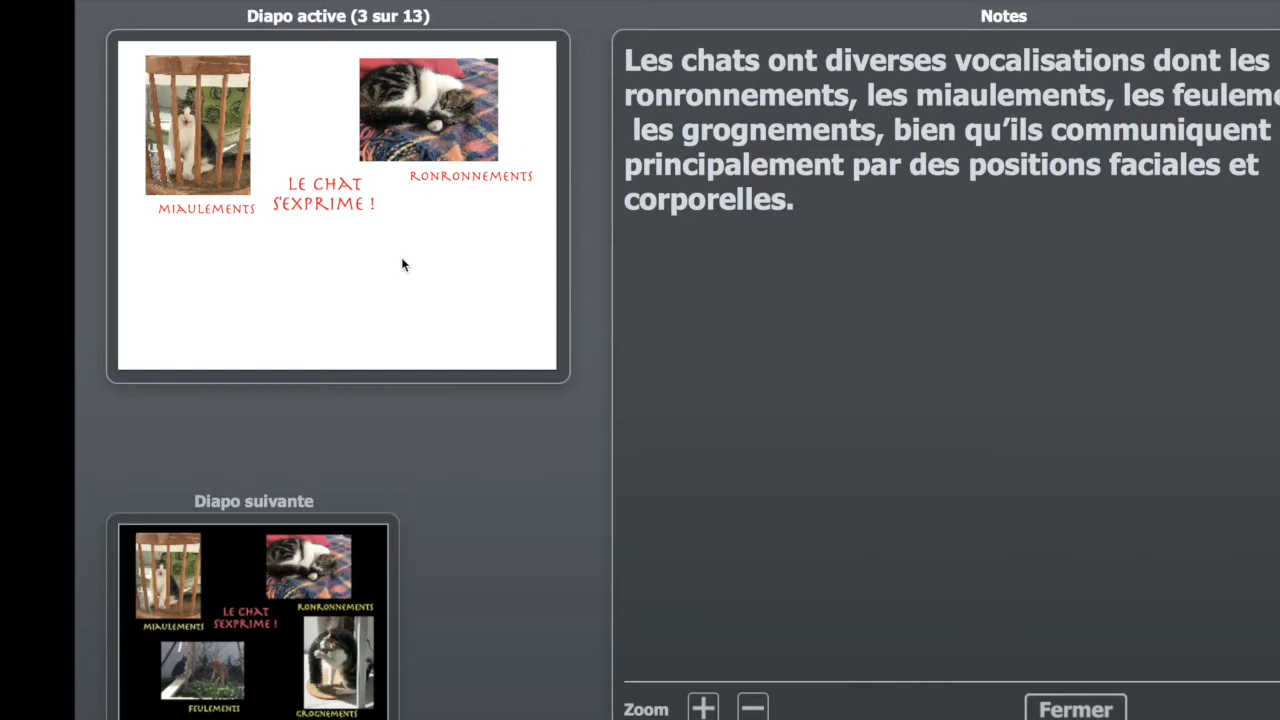 Diapo active (3 sur 13)
MIAULEMENTS
LE CHAT
S'EXPRIME !
RONRONNEMENTS
Notes
Les chats ont diverses vocalisations dont les
ronronnements, les miaulements, les feuleme
les grognements, bien qu’ils communiquent
principalement par des positions faciales et
corporelles.
Diapo suivante
MIAULEMENTS
LE CHAT
S'EXPRIME !
RONRONNEMENTS
FEULEMENTS
GROGNEMENTS
Zoom
Fermer